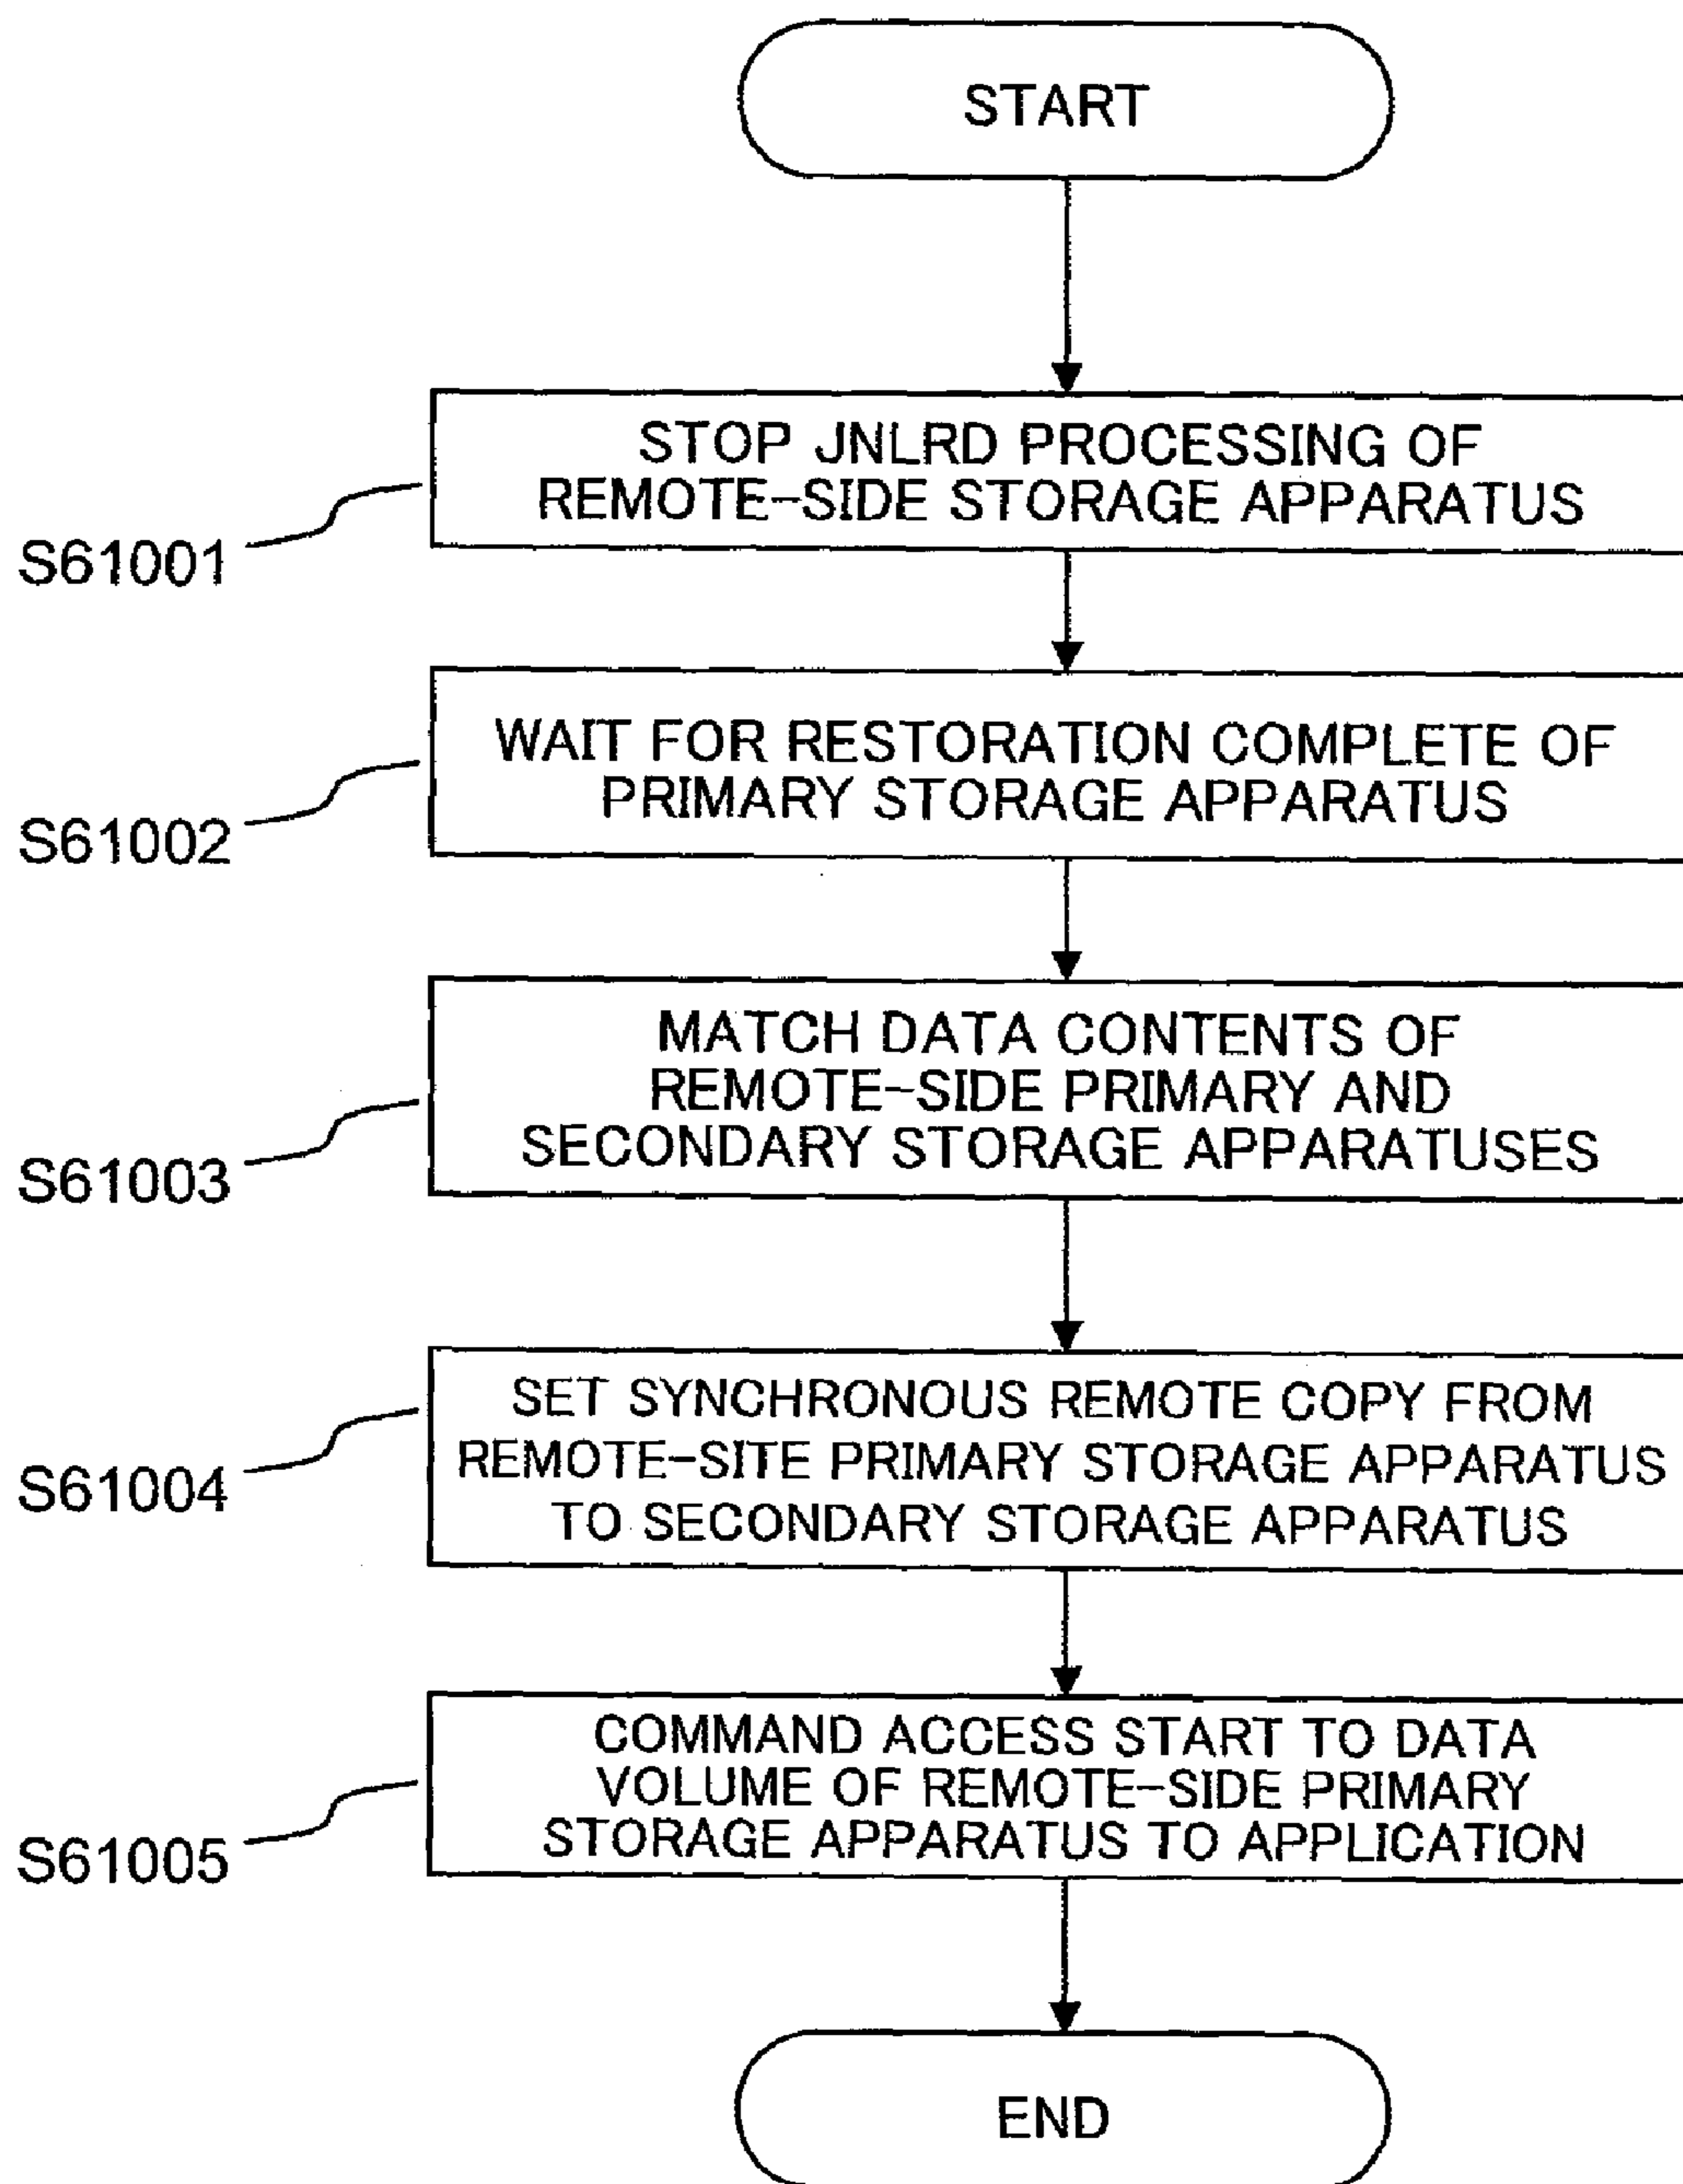 START
STOP JNLRD PROCESSING OF
REMOTE-SIDE STORAGE APPARATUS
S61001
WAIT FOR RESTORATION COMPLETE OF
PRIMARY STORAGE APPARATUS
S61002
MATCH DATA CONTENTS OF
REMOTE-SIDE PRIMARY AND
SECONDARY STORAGE APPARATUSES
S61003
SET SYNCHRONOUS REMOTE COPY FROM
REMOTE-SITE PRIMARY STORAGE APPARATUS
TO SECONDARY STORAGE APPARATUS
S61004
COMMAND ACCESS START TO DATA
VOLUME OF REMOTE-SIDE PRIMARY
STORAGE APPARATUS TO APPLICATION
S61005
END